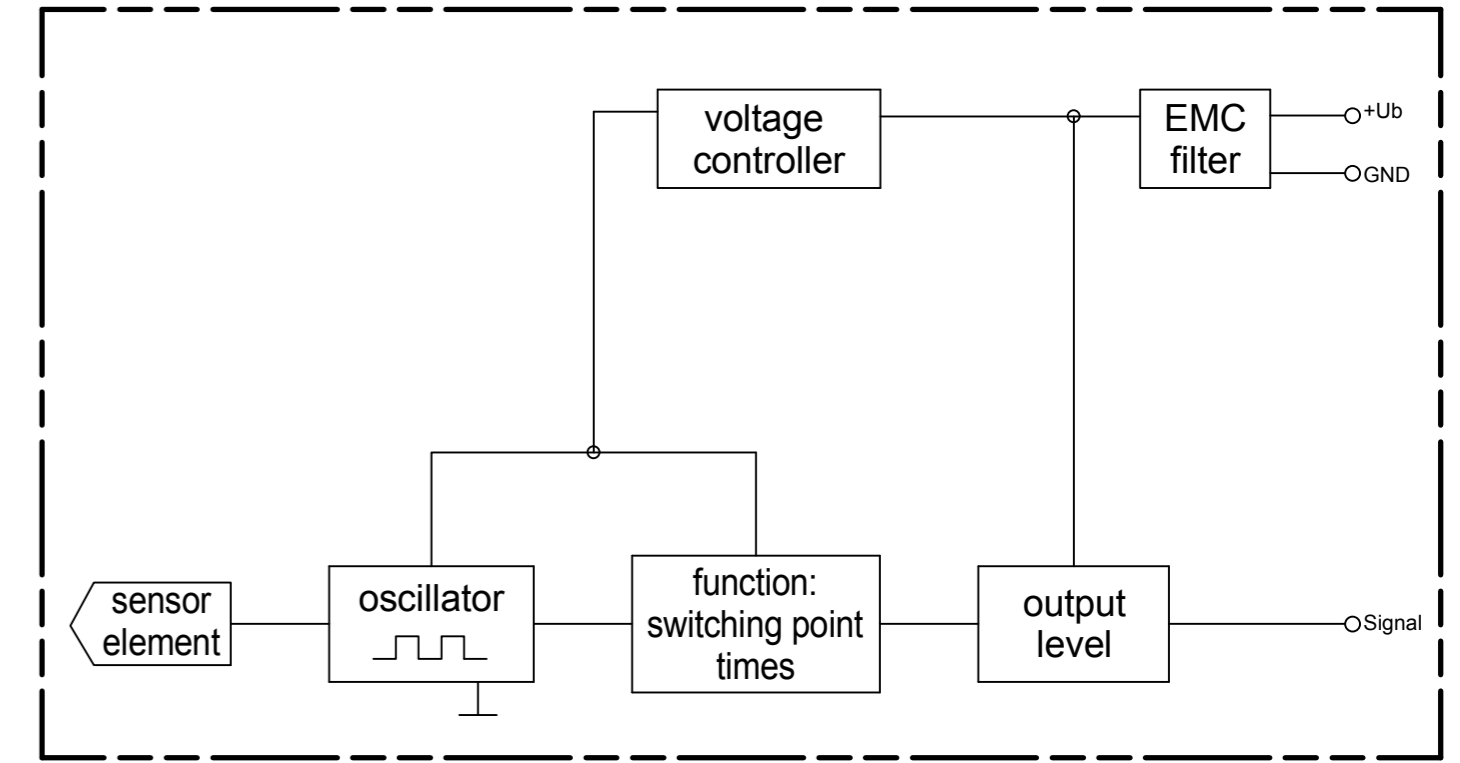 voltage
controller
EMC
filter
+Ub
GND
sensor
element
oscillator
function:
switching point
times
output
level
Signal